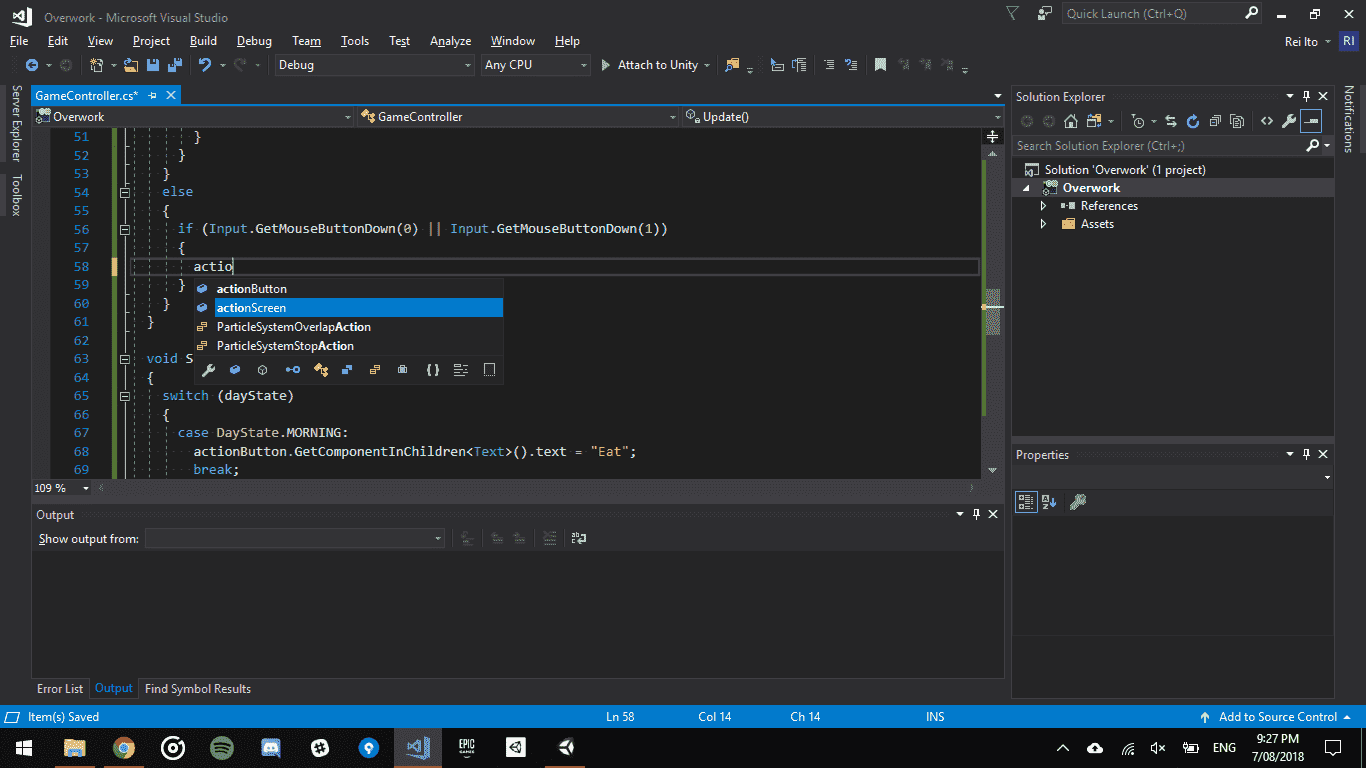 Overwork - Microsoft Visual Studio
Quick Launch (Ctrl+Q)
File Edit View Project Build Debug Team Tools Test Analyze Window Help
Rei Ito RI
Debug Any CPU Attach to Unity
Server Explorer
Toolbox
GameController.cs*
Overwork GameController Update()
51 }
52 }
53 }
54 else
55 {
56 if (Input.GetMouseButtonDown(0) || Input.GetMouseButtonDown(1))
57 {
58 actio
59 }
60 }
61 }
62
63 void S
64 {
65 switch (dayState)
66 {
67 case DayState.MORNING:
68 actionButton.GetComponentInChildren<Text>().text = "Eat";
69 break;
actionButton
actionScreen
ParticleSystemOverlapAction
ParticleSystemStopAction
109 %
Output
Show output from:
Error List Output Find Symbol Results
Solution Explorer
Search Solution Explorer (Ctrl+;)
Solution 'Overwork' (1 project)
Overwork
References
Assets
Properties
Notifications
Item(s) Saved
Ln 58 Col 14 Ch 14 INS
Add to Source Control
EPIC
GAMES
ENG
9:27 PM
7/08/2018